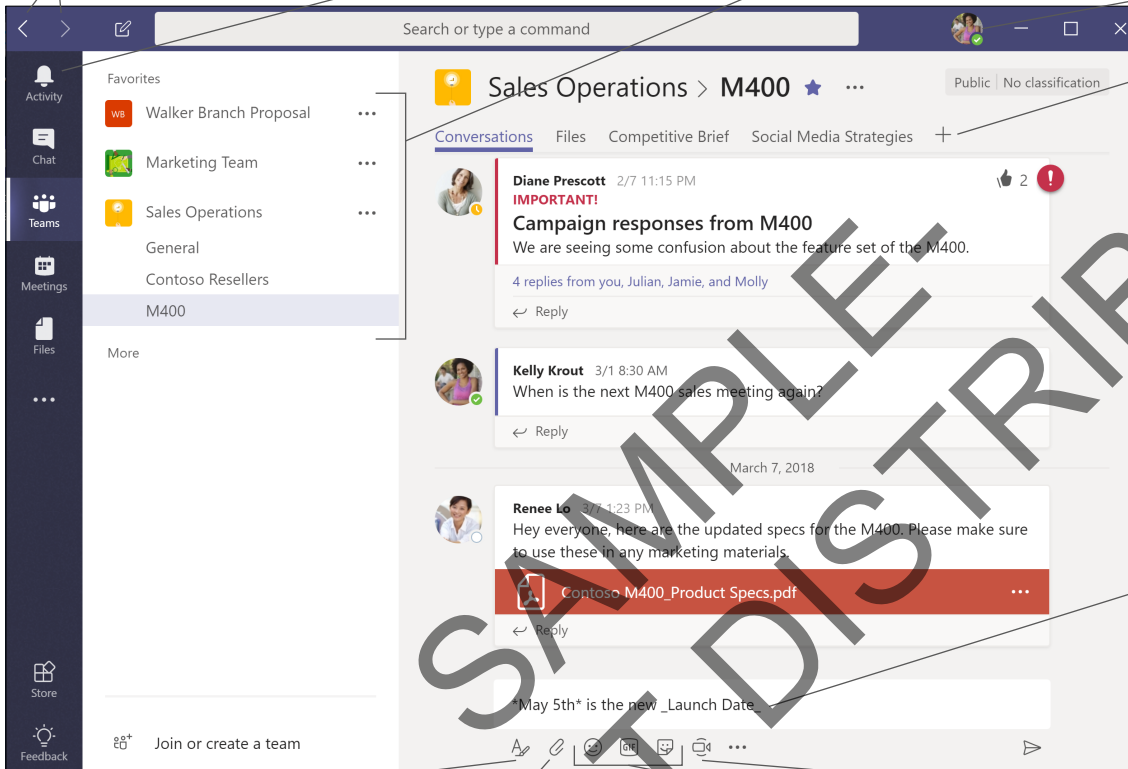 Search or type a command
Activity
Chat
Teams
Meetings
Files
Store
Feedback
Favorites
WB Walker Branch Proposal
Marketing Team
Sales Operations
General
Contoso Resellers
M400
More
Join or create a team
Sales Operations > M400
Public | No classification
Conversations Files Competitive Brief Social Media Strategies
Diane Prescott 2/7 11:15 PM 2
IMPORTANT!
Campaign responses from M400
We are seeing some confusion about the feature set of the M400.
4 replies from you, Julian, Jamie, and Molly
Reply
Kelly Krout 3/1 8:30 AM
When is the next M400 sales meeting again?
Reply
March 7, 2018
Renee Lo 3/7 1:23 PM
Hey everyone, here are the updated specs for the M400. Please make sure
to use these in any marketing materials.
Contoso M400_Product Specs.pdf
Reply
*May 5th* is the new _Launch Date_
GIF
SAMPLE-
T DISTRIB